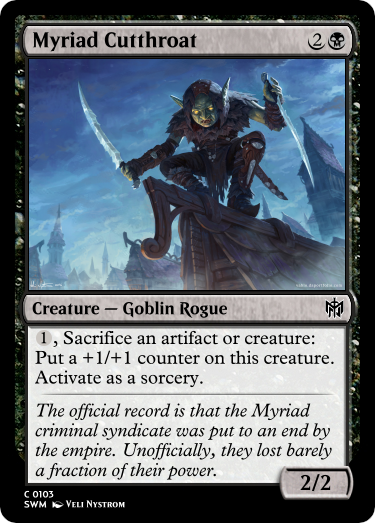 Myriad Cutthroat 2
Creature — Goblin Rogue
1 , Sacrifice an artifact or creature:
Put a +1/+1 counter on this creature.
Activate as a sorcery.
The official record is that the Myriad
criminal syndicate was put to an end by
the empire. Unofficially, they lost barely
a fraction of their power.
2/2
C 0103
SWM VELI NYSTROM